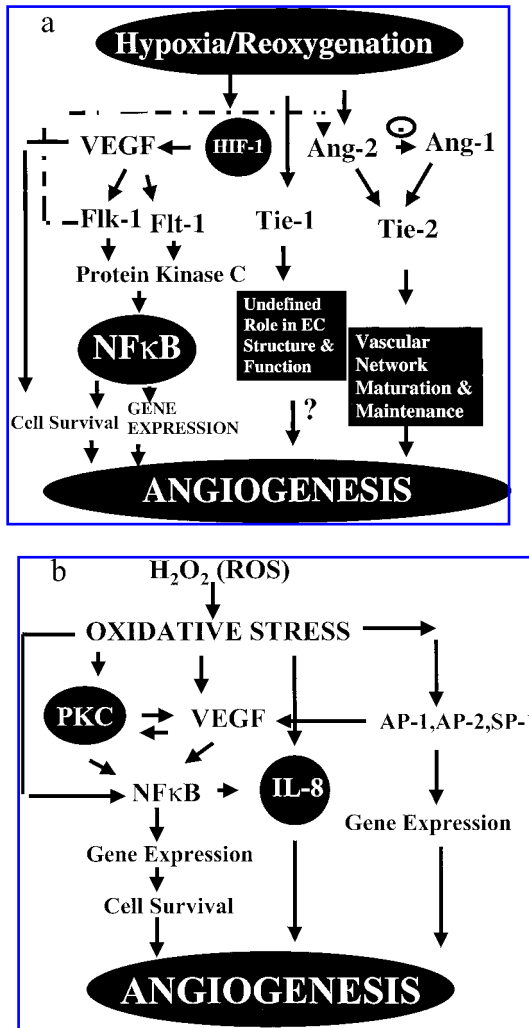 a
Hypoxia/Reoxygenation
VEGF
HIF-1
Ang-2
Ang-1
Flk-1
Flt-1
Tie-1
Tie-2
Protein Kinase C
NFκB
Undefined
Role in EC
Structure &
Function
Vascular
Network
Maturation &
Maintenance
Cell Survival
GENE
EXPRESSION
?
ANGIOGENESIS
b
H₂O₂ (ROS)
OXIDATIVE STRESS
PKC
VEGF
AP-1,AP-2,SP-1
NFκB
IL-8
Gene Expression
Gene Expression
Cell Survival
ANGIOGENESIS